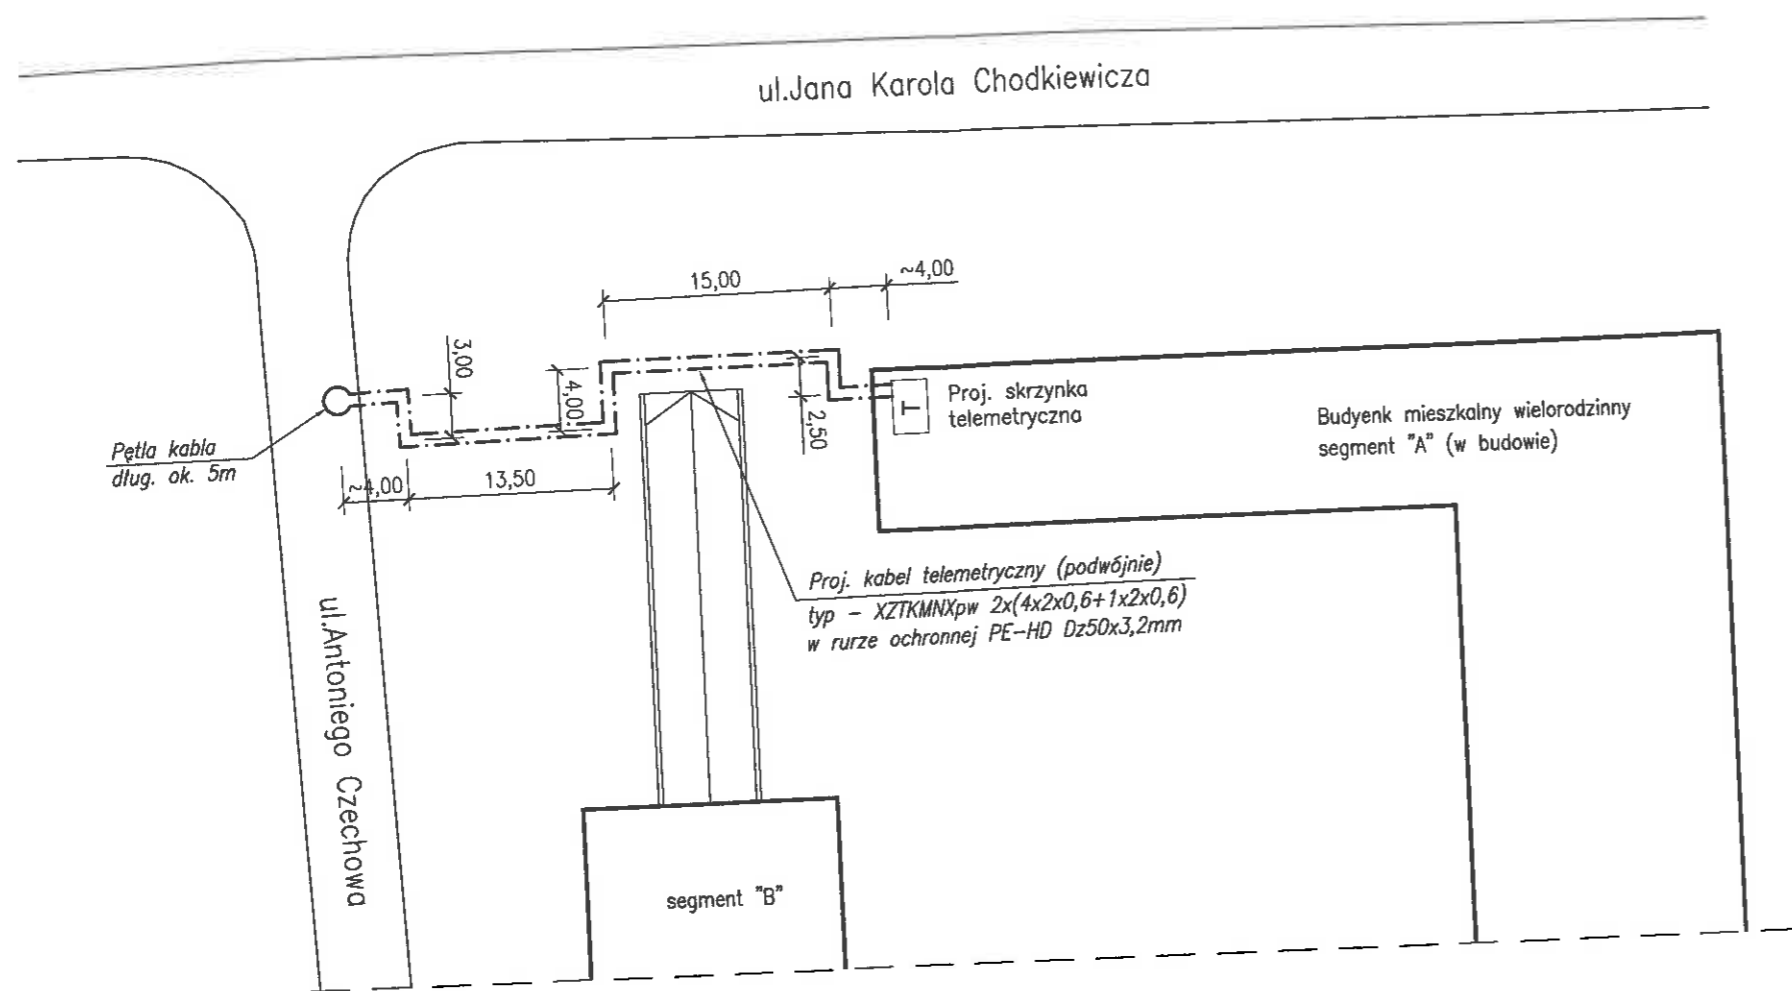 ul.Jana Karola Chodkiewicza
15,00
~4,00
3,00
4,00
2,50
T
Proj. skrzynka
telemetryczna
Budyenk mieszkalny wielorodzinny
segment "A" (w budowie)
Pętla kabla
dług. ok. 5m
~4,00
13,50
Proj. kabel telemetryczny (podwójnie)
typ – XZTKMNXpw 2x(4x2x0,6+1x2x0,6)
w rurze ochronnej PE–HD Dz50x3,2mm
ul.Antoniego Czechowa
segment "B"